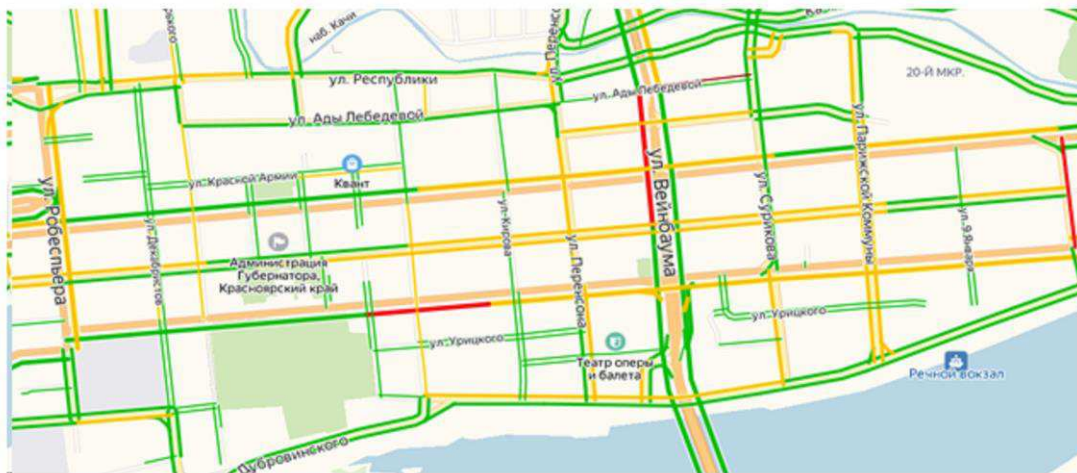 наб. Качи
ул. Перенсона
ул. Республики
20-Й МКР.
ул. Ады Лебедевой
ул. Ады Лебедевой
ул. Парижской Коммуны
ул. Красной Армии
Квант
ул. Робеспьера
ул. Декабристов
ул. Кирова
ул. Вейнбаума
ул. Сурикова
ул. 9 Января
ул. Перенсона
Администрация
Губернатора,
Красноярский край
ул. Урицкого
ул. Урицкого
Театр оперы
и балета
Речной вокзал
Дубровинского